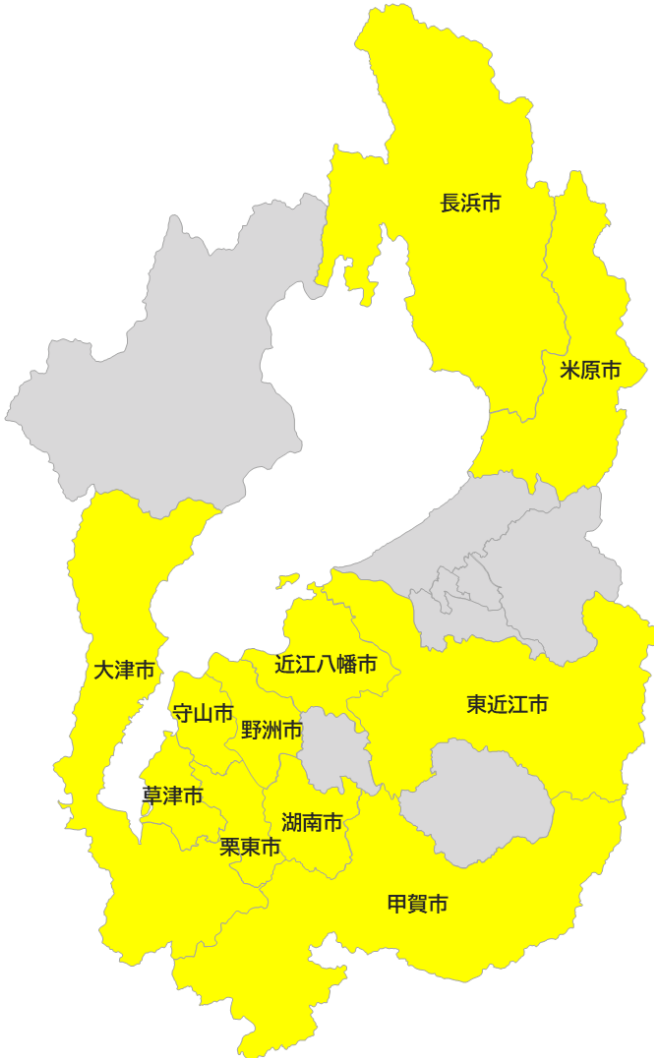 長浜市
米原市
大津市
近江八幡市
東近江市
守山市
野洲市
草津市
湖南市
栗東市
甲賀市